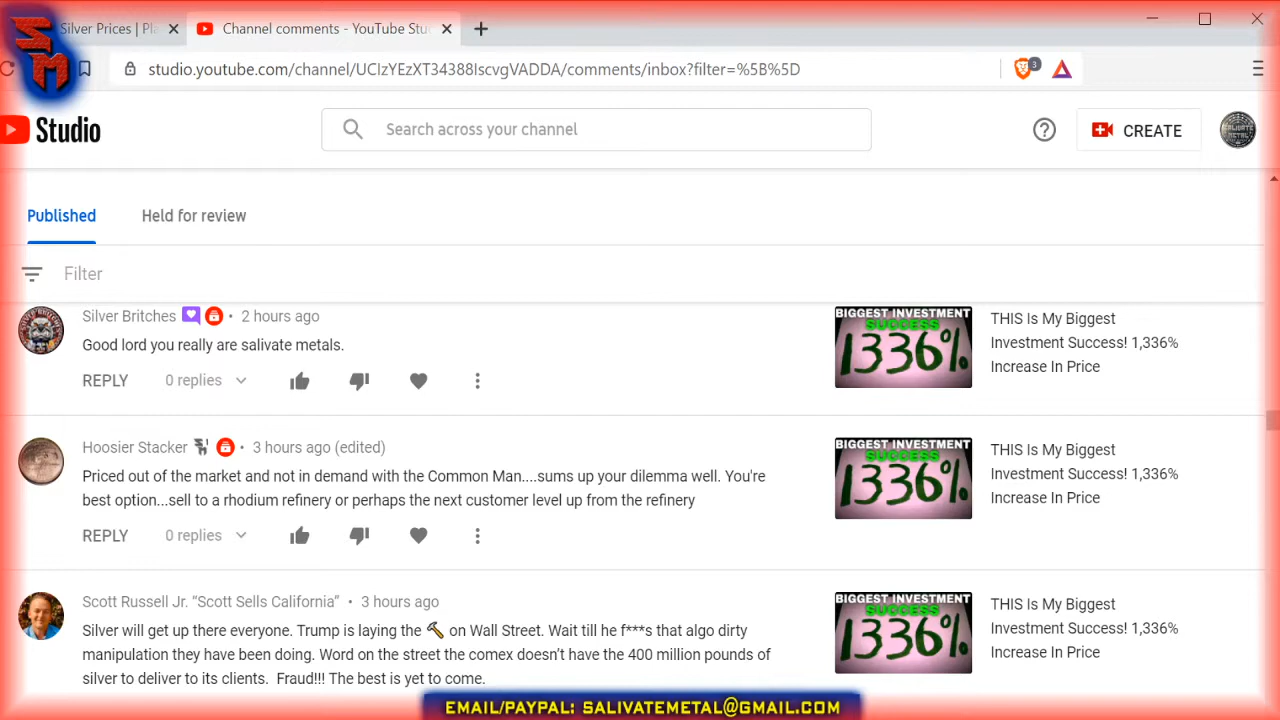 SM
Silver Prices | Pl
Channel comments - YouTube Stu
studio.youtube.com/channel/UCIzYEzXT34388IscvgVADDA/comments/inbox?filter=%5B%5D
3
Studio
Search across your channel
CREATE
SALIVATE METAL
Published
Held for review
Filter
Silver Britches • 2 hours ago
Good lord you really are salivate metals.
REPLY 0 replies
BIGGEST INVESTMENT
SUCCESS
1336%
THIS Is My Biggest
Investment Success! 1,336%
Increase In Price
Hoosier Stacker • 3 hours ago (edited)
Priced out of the market and not in demand with the Common Man....sums up your dilemma well. You're
best option...sell to a rhodium refinery or perhaps the next customer level up from the refinery
REPLY 0 replies
BIGGEST INVESTMENT
SUCCESS
1336%
THIS Is My Biggest
Investment Success! 1,336%
Increase In Price
Scott Russell Jr. “Scott Sells California” • 3 hours ago
Silver will get up there everyone. Trump is laying the 🔨 on Wall Street. Wait till he f***s that algo dirty
manipulation they have been doing. Word on the street the comex doesn’t have the 400 million pounds of
silver to deliver to its clients. Fraud!!! The best is yet to come.
BIGGEST INVESTMENT
SUCCESS
1336%
THIS Is My Biggest
Investment Success! 1,336%
Increase In Price
EMAIL/PAYPAL: SALIVATEMETAL@GMAIL.COM